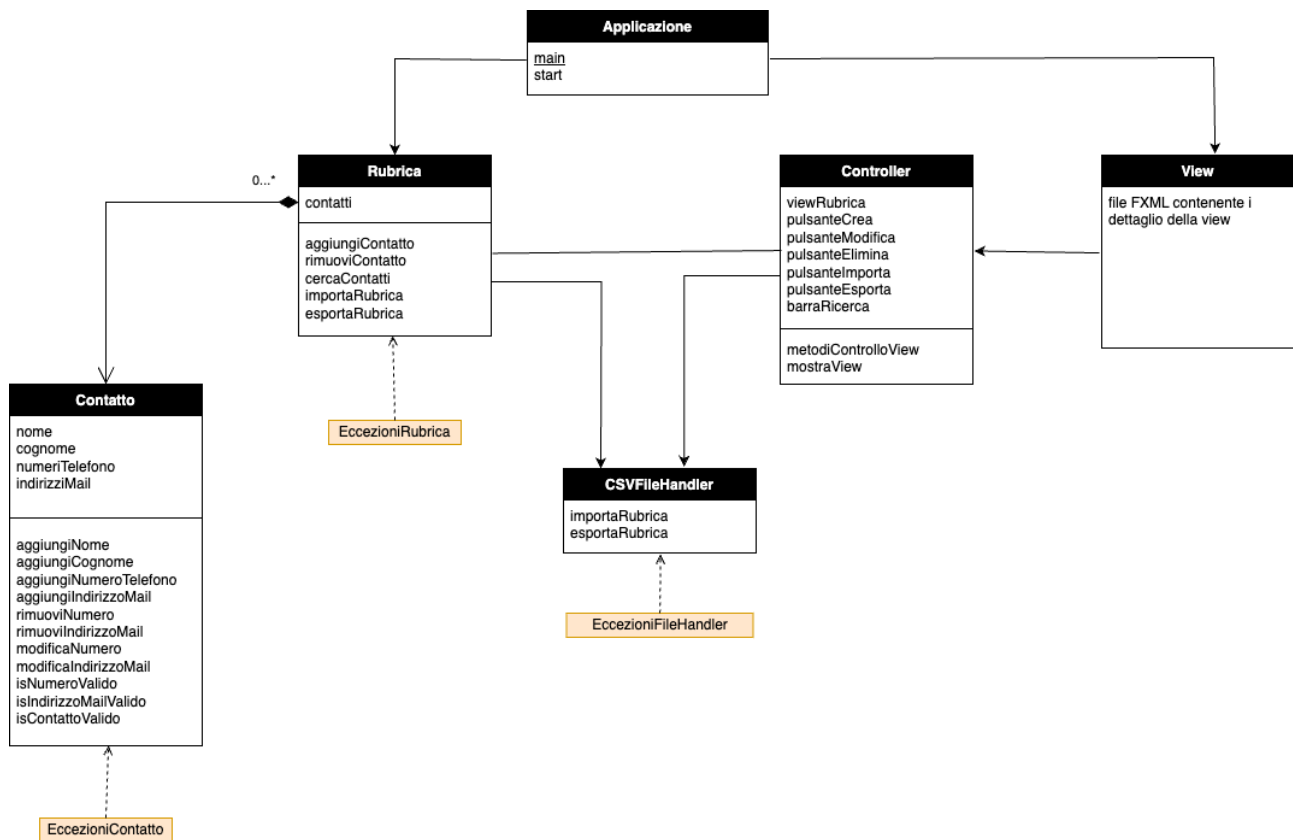 Applicazione
main
start
0...*
Rubrica
contatti
aggiungiContatto
rimuoviContatto
cercaContatti
importaRubrica
esportaRubrica
Controller
viewRubrica
pulsanteCrea
pulsanteModifica
pulsanteElimina
pulsanteImporta
pulsanteEsporta
barraRicerca
metodiControlloView
mostraView
View
file FXML contenente i
dettaglio della view
Contatto
nome
cognome
numeriTelefono
indirizziMail
aggiungiNome
aggiungiCognome
aggiungiNumeroTelefono
aggiungiIndirizzoMail
rimuoviNumero
rimuoviIndirizzoMail
modificaNumero
modificaIndirizzoMail
isNumeroValido
isIndirizzoMailValido
isContattoValido
EccezioniRubrica
CSVFileHandler
importaRubrica
esportaRubrica
EccezioniFileHandler
EccezioniContatto